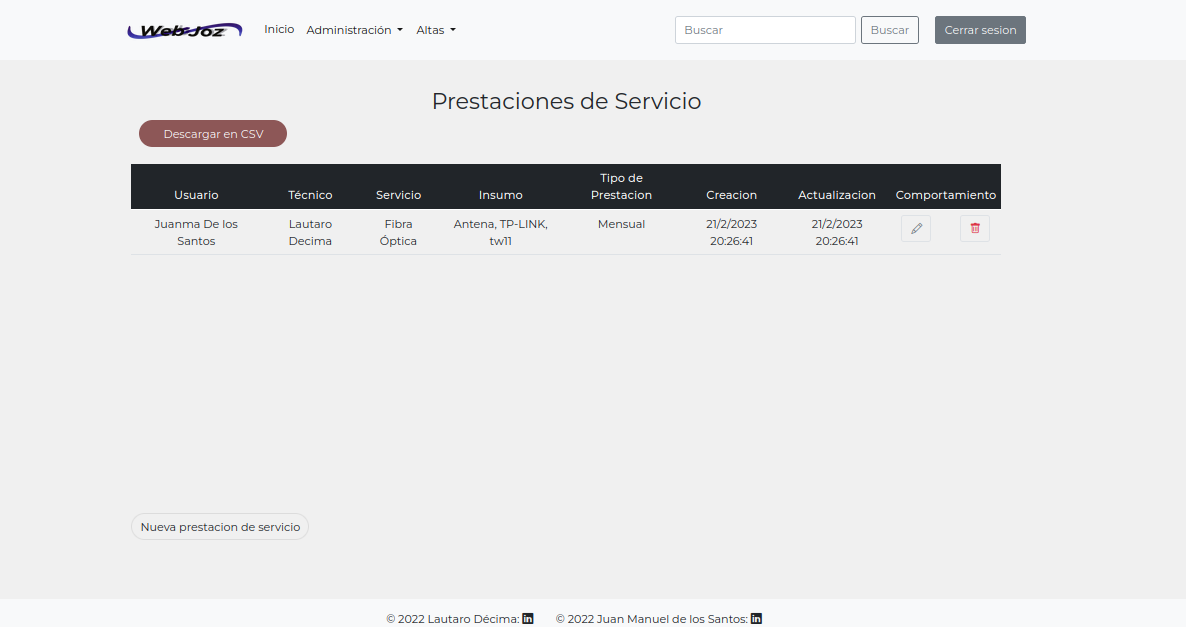 Web-Joz Inicio Administración Altas Buscar Buscar Cerrar sesion
Prestaciones de Servicio
Descargar en CSV
Usuario Técnico Servicio Insumo Tipo de Prestacion Creacion Actualizacion Comportamiento
Juanma De los Lautaro Fibra Antena, TP-LINK, Mensual 21/2/2023 21/2/2023
Santos Decima Óptica tw11 20:26:41 20:26:41
Nueva prestacion de servicio
© 2022 Lautaro Décima: in © 2022 Juan Manuel de los Santos: in